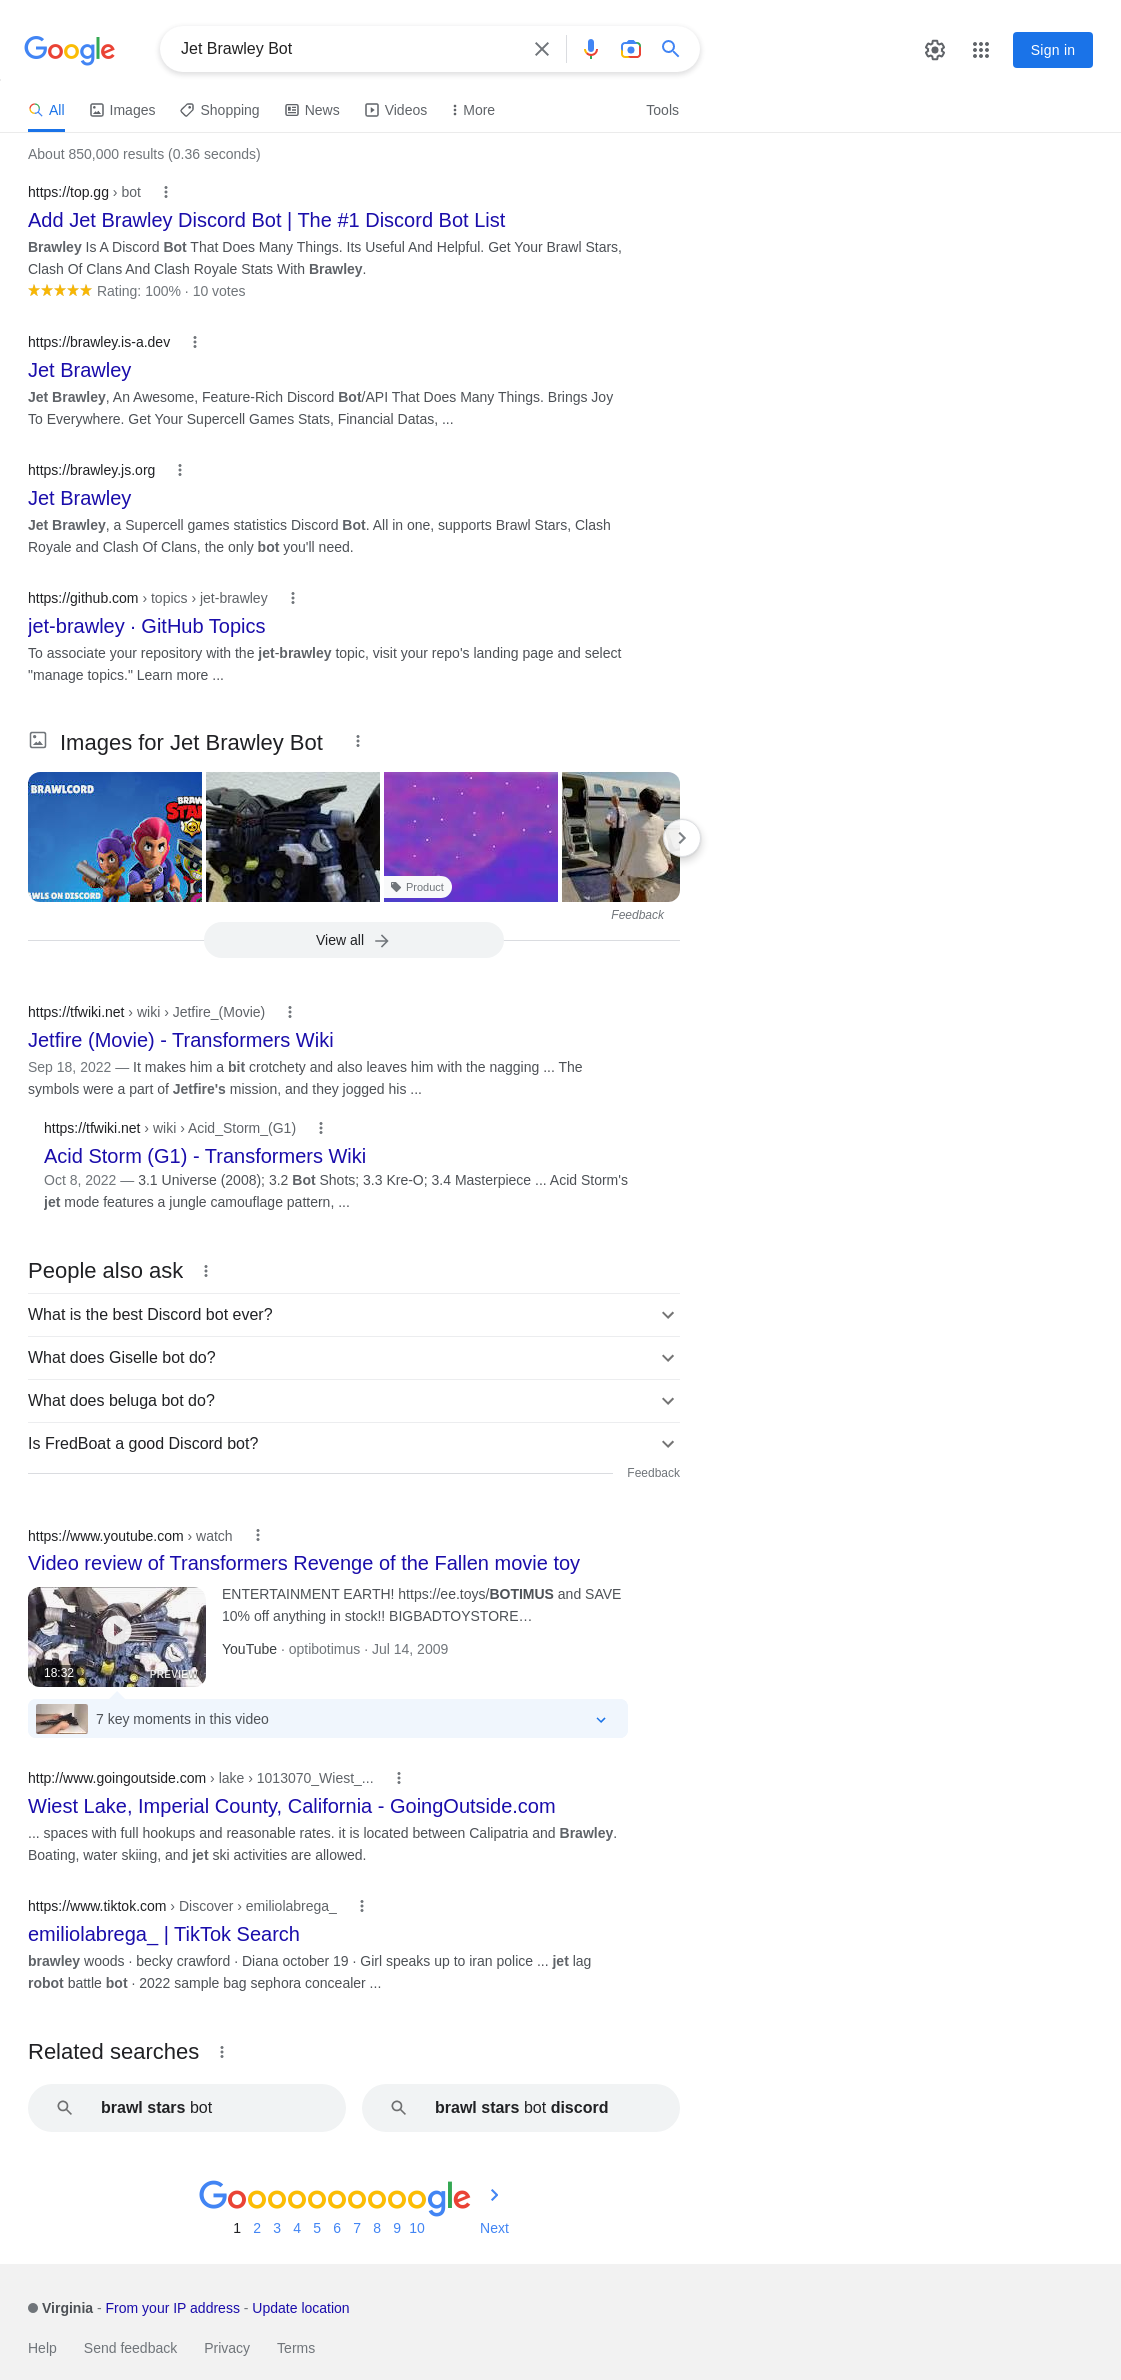 Google
Jet Brawley Bot
Sign in
All
Images
Shopping
News
Videos
More
Tools
About 850,000 results (0.36 seconds)
https://top.gg › bot
Add Jet Brawley Discord Bot | The #1 Discord Bot List
Brawley Is A Discord Bot That Does Many Things. Its Useful And Helpful. Get Your Brawl Stars,
Clash Of Clans And Clash Royale Stats With Brawley.
Rating: 100% · 10 votes
https://brawley.is-a.dev
Jet Brawley
Jet Brawley, An Awesome, Feature-Rich Discord Bot/API That Does Many Things. Brings Joy
To Everywhere. Get Your Supercell Games Stats, Financial Datas, ...
https://brawley.js.org
Jet Brawley
Jet Brawley, a Supercell games statistics Discord Bot. All in one, supports Brawl Stars, Clash
Royale and Clash Of Clans, the only bot you'll need.
https://github.com › topics › jet-brawley
jet-brawley · GitHub Topics
To associate your repository with the jet-brawley topic, visit your repo's landing page and select
"manage topics." Learn more ...
Images for Jet Brawley Bot
BRAWLCORD
BRAW
STA
AWLS ON DISCORD
Product
Feedback
View all
https://tfwiki.net › wiki › Jetfire_(Movie)
Jetfire (Movie) - Transformers Wiki
Sep 18, 2022 — It makes him a bit crotchety and also leaves him with the nagging ... The
symbols were a part of Jetfire's mission, and they jogged his ...
https://tfwiki.net › wiki › Acid_Storm_(G1)
Acid Storm (G1) - Transformers Wiki
Oct 8, 2022 — 3.1 Universe (2008); 3.2 Bot Shots; 3.3 Kre-O; 3.4 Masterpiece ... Acid Storm's
jet mode features a jungle camouflage pattern, ...
People also ask
What is the best Discord bot ever?
What does Giselle bot do?
What does beluga bot do?
Is FredBoat a good Discord bot?
Feedback
https://www.youtube.com › watch
Video review of Transformers Revenge of the Fallen movie toy
ENTERTAINMENT EARTH! https://ee.toys/BOTIMUS and SAVE
10% off anything in stock!! BIGBADTOYSTORE…
YouTube · optibotimus · Jul 14, 2009
18:32
PREVIEW
7 key moments in this video
http://www.goingoutside.com › lake › 1013070_Wiest_...
Wiest Lake, Imperial County, California - GoingOutside.com
... spaces with full hookups and reasonable rates. it is located between Calipatria and Brawley.
Boating, water skiing, and jet ski activities are allowed.
https://www.tiktok.com › Discover › emiliolabrega_
emiliolabrega_ | TikTok Search
brawley woods · becky crawford · Diana october 19 · Girl speaks up to iran police ... jet lag
robot battle bot · 2022 sample bag sephora concealer ...
Related searches
brawl stars bot
brawl stars bot discord
Goooooooooogle
1 2 3 4 5 6 7 8 9 10 Next
Virginia - From your IP address - Update location
Help
Send feedback
Privacy
Terms